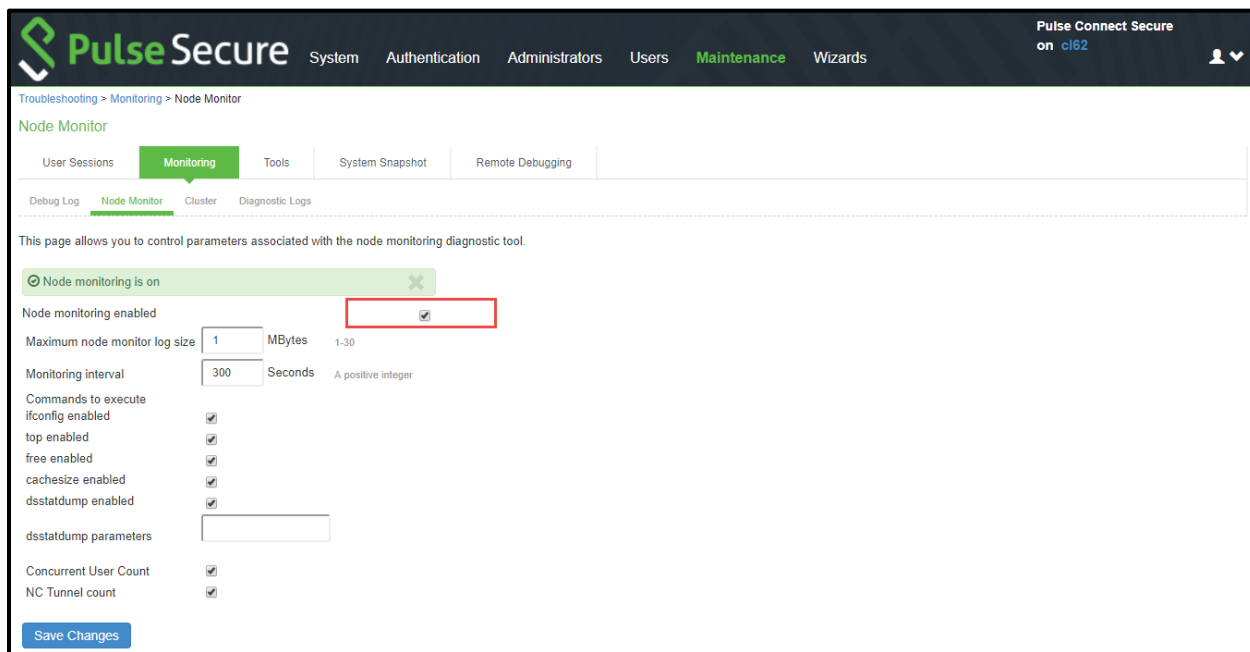 Pulse Secure
System Authentication Administrators Users Maintenance Wizards
Pulse Connect Secure
on cl62
Troubleshooting > Monitoring > Node Monitor
Node Monitor
User Sessions Monitoring Tools System Snapshot Remote Debugging
Debug Log Node Monitor Cluster Diagnostic Logs
This page allows you to control parameters associated with the node monitoring diagnostic tool.
Node monitoring is on
Node monitoring enabled
Maximum node monitor log size 1 MBytes 1-30
Monitoring interval 300 Seconds A positive integer
Commands to execute
ifconfig enabled
top enabled
free enabled
cachesize enabled
dsstatdump enabled
dsstatdump parameters
Concurrent User Count
NC Tunnel count
Save Changes